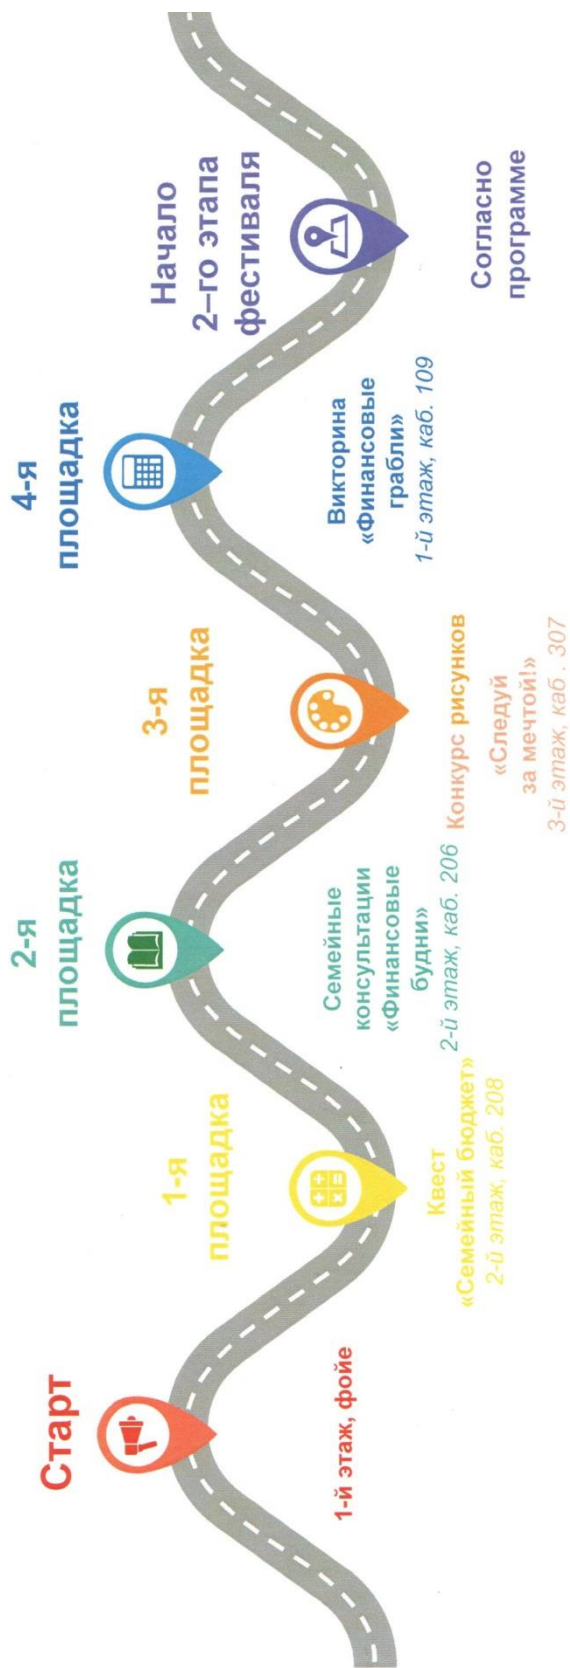 Старт
1-й этаж, фойе
1-я
площадка
Квест
«Семейный бюджет»
2-й этаж, каб. 208
2-я
площадка
Семейные
консультации
«Финансовые
будни»
2-й этаж, каб. 206
3-я
площадка
Конкурс рисунков
«Следуй
за мечтой!»
3-й этаж, каб . 307
4-я
площадка
Викторина
«Финансовые
грабли»
1-й этаж, каб. 109
Начало
2–го этапа
фестиваля
Согласно
программе